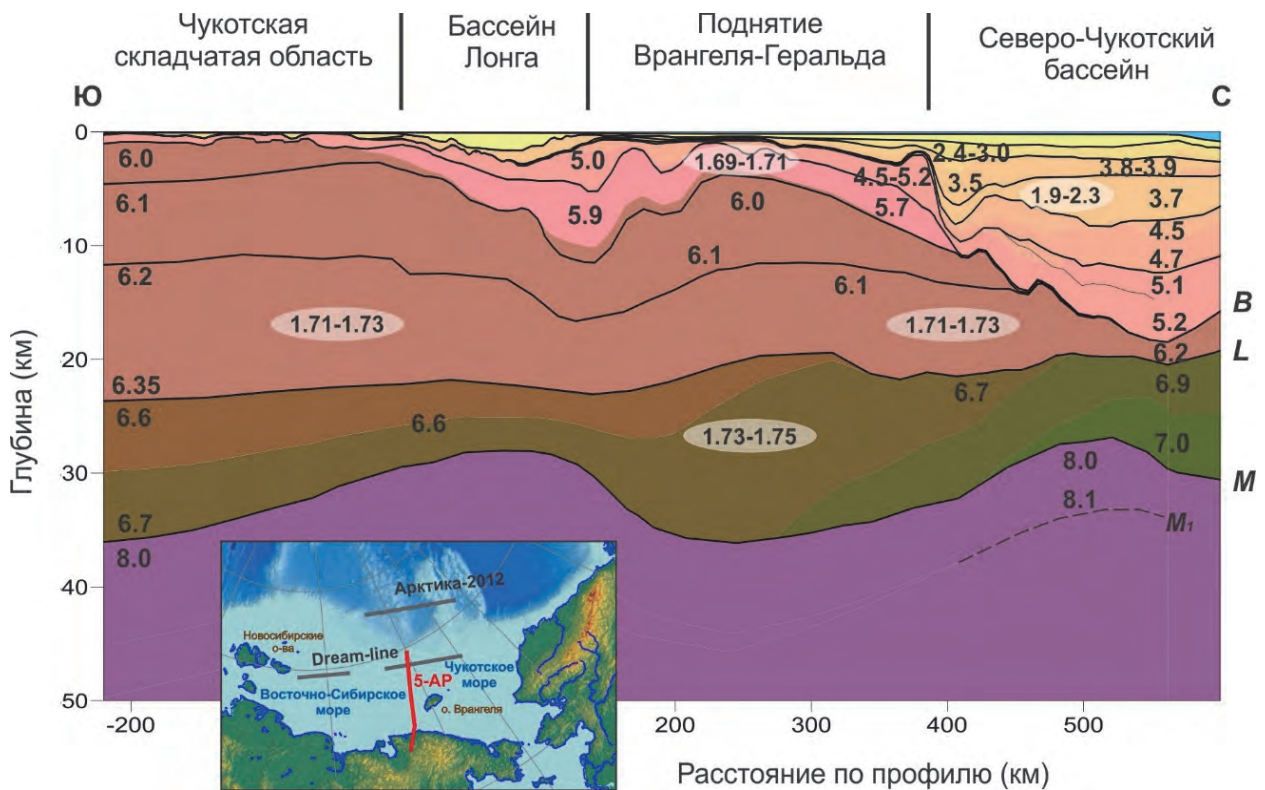 Чукотская
складчатая область
Бассейн
Лонга
Поднятие
Врангеля-Геральда
Северо-Чукотский
бассейн
Ю
С
0
10
20
30
40
50
Глубина (км)
6.0
6.1
6.2
6.35
6.6
6.7
8.0
1.71-1.73
6.6
5.0
5.9
1.69-1.71
6.0
6.1
6.1
4.5-5.2
5.7
1.73-1.75
1.71-1.73
2.4-3.0
3.5
3.8-3.9
1.9-2.3
3.7
4.5
4.7
5.1
5.2
6.2
6.7
6.9
7.0
8.0
8.1
M₁
B
L
M
Арктика-2012
Новосибирские
о-ва
Dream-line
5-АР
Чукотское
море
Восточно-Сибирское
море
о. Врангеля
-200
200
300
400
500
Расстояние по профилю (км)